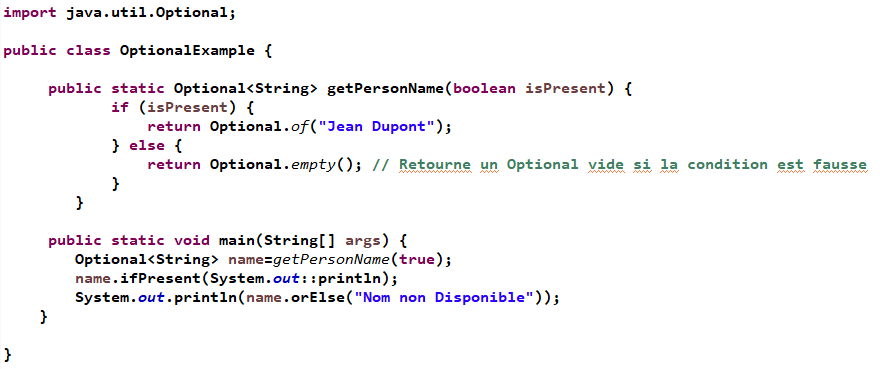 import java.util.Optional;
public class OptionalExample {
public static Optional<String> getPersonName(boolean isPresent) {
if (isPresent) {
return Optional.of("Jean Dupont");
} else {
return Optional.empty(); // Retourne un Optional vide si la condition est fausse
}
}
public static void main(String[] args) {
Optional<String> name=getPersonName(true);
name.ifPresent(System.out::println);
System.out.println(name.orElse("Nom non Disponible"));
}
}